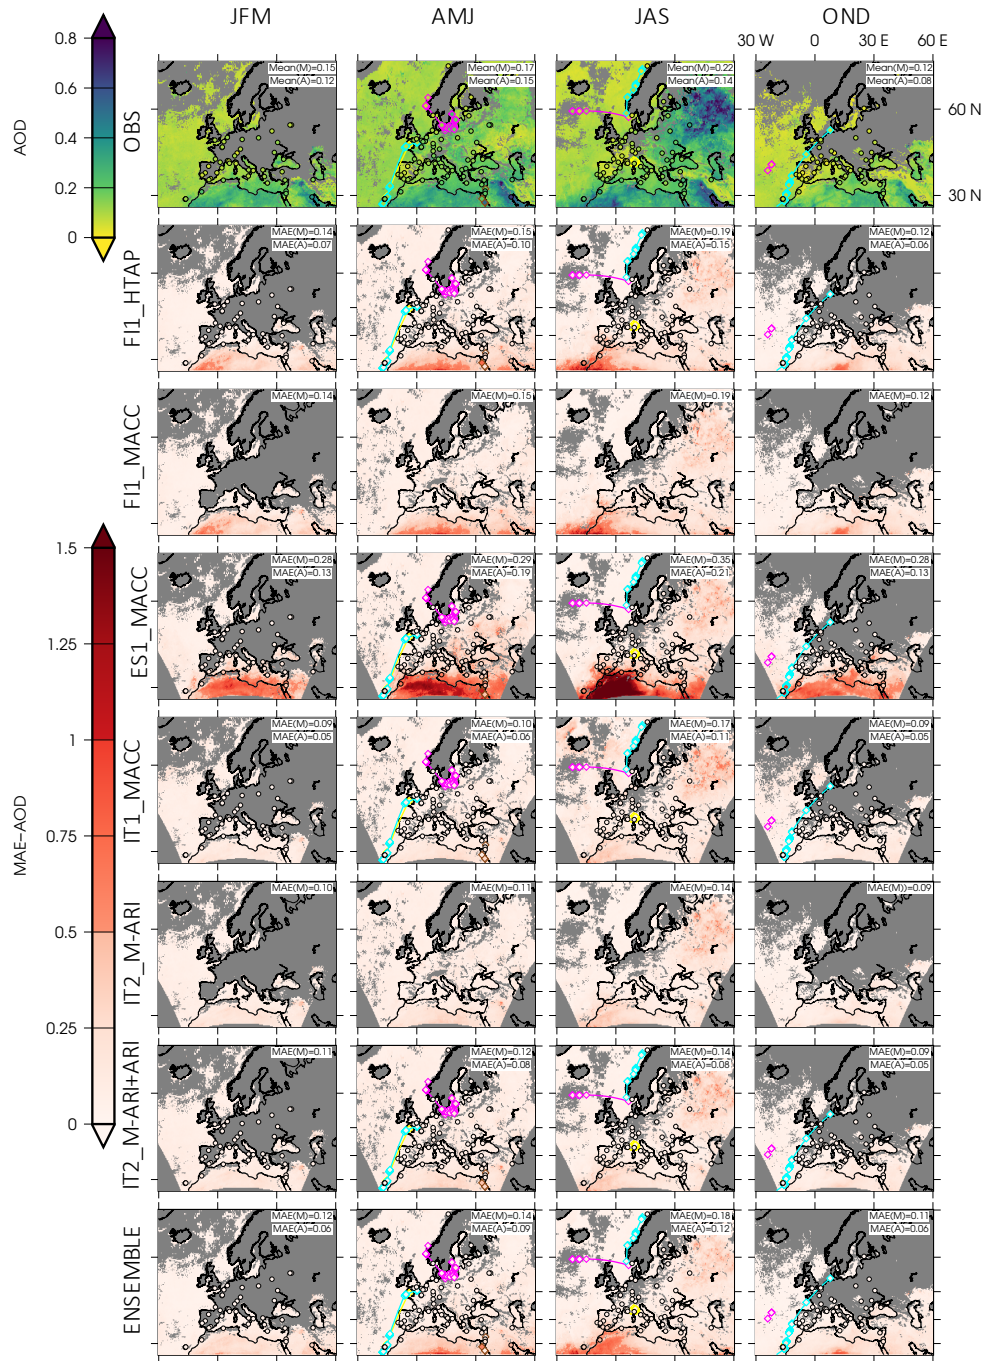 JFM AMJ JAS OND
30 W 0 30 E 60 E
0.8
0.6
0.4
0.2
0
AOD
OBS
Mean(M)=0.15
Mean(A)=0.12
Mean(M)=0.17
Mean(A)=0.15
Mean(M)=0.22
Mean(A)=0.14
Mean(M)=0.12
Mean(A)=0.08
60 N
30 N
FI1_HTAP
MAE(M)=0.14
MAE(A)=0.07
MAE(M)=0.15
MAE(A)=0.10
MAE(M)=0.19
MAE(A)=0.15
MAE(M)=0.12
MAE(A)=0.06
FI1_MACC
MAE(M)=0.14
MAE(M)=0.15
MAE(M)=0.19
MAE(M)=0.12
1.5
1.25
1
0.75
0.5
0.25
0
MAE-AOD
ES1_MACC
MAE(M)=0.28
MAE(A)=0.13
MAE(M)=0.29
MAE(A)=0.19
MAE(M)=0.35
MAE(A)=0.21
MAE(M)=0.28
MAE(A)=0.13
IT1_MACC
MAE(M)=0.09
MAE(A)=0.05
MAE(M)=0.10
MAE(A)=0.06
MAE(M)=0.17
MAE(A)=0.11
MAE(M)=0.09
MAE(A)=0.05
IT2_M-ARI
MAE(M)=0.10
MAE(M)=0.11
MAE(M)=0.14
MAE(M))=0.09
IT2_M-ARI+ARI
MAE(M)=0.11
MAE(M)=0.12
MAE(A)=0.08
MAE(M)=0.14
MAE(A)=0.08
MAE(M)=0.09
MAE(A)=0.05
ENSEMBLE
MAE(M)=0.12
MAE(A)=0.06
MAE(M)=0.14
MAE(A)=0.09
MAE(M)=0.18
MAE(A)=0.12
MAE(M)=0.11
MAE(A)=0.06